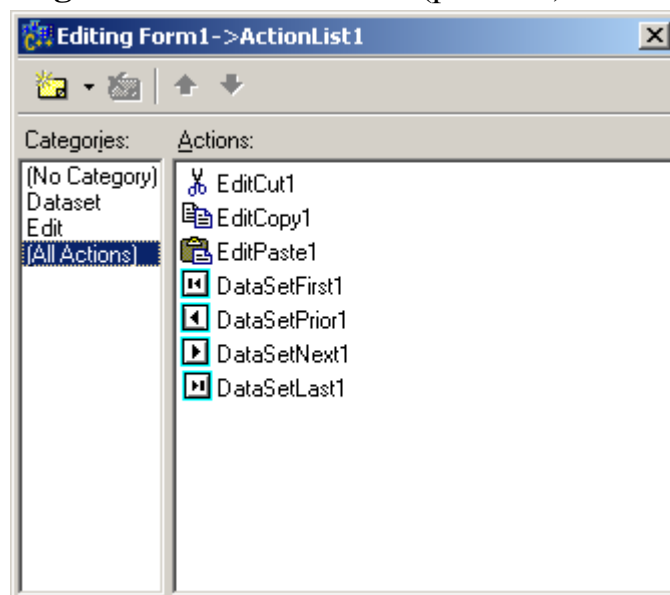 Editing Form1->ActionList1
Categories:
Actions:
(No Category)
Dataset
Edit
(All Actions)
EditCut1
EditCopy1
EditPaste1
DataSetFirst1
DataSetPrior1
DataSetNext1
DataSetLast1